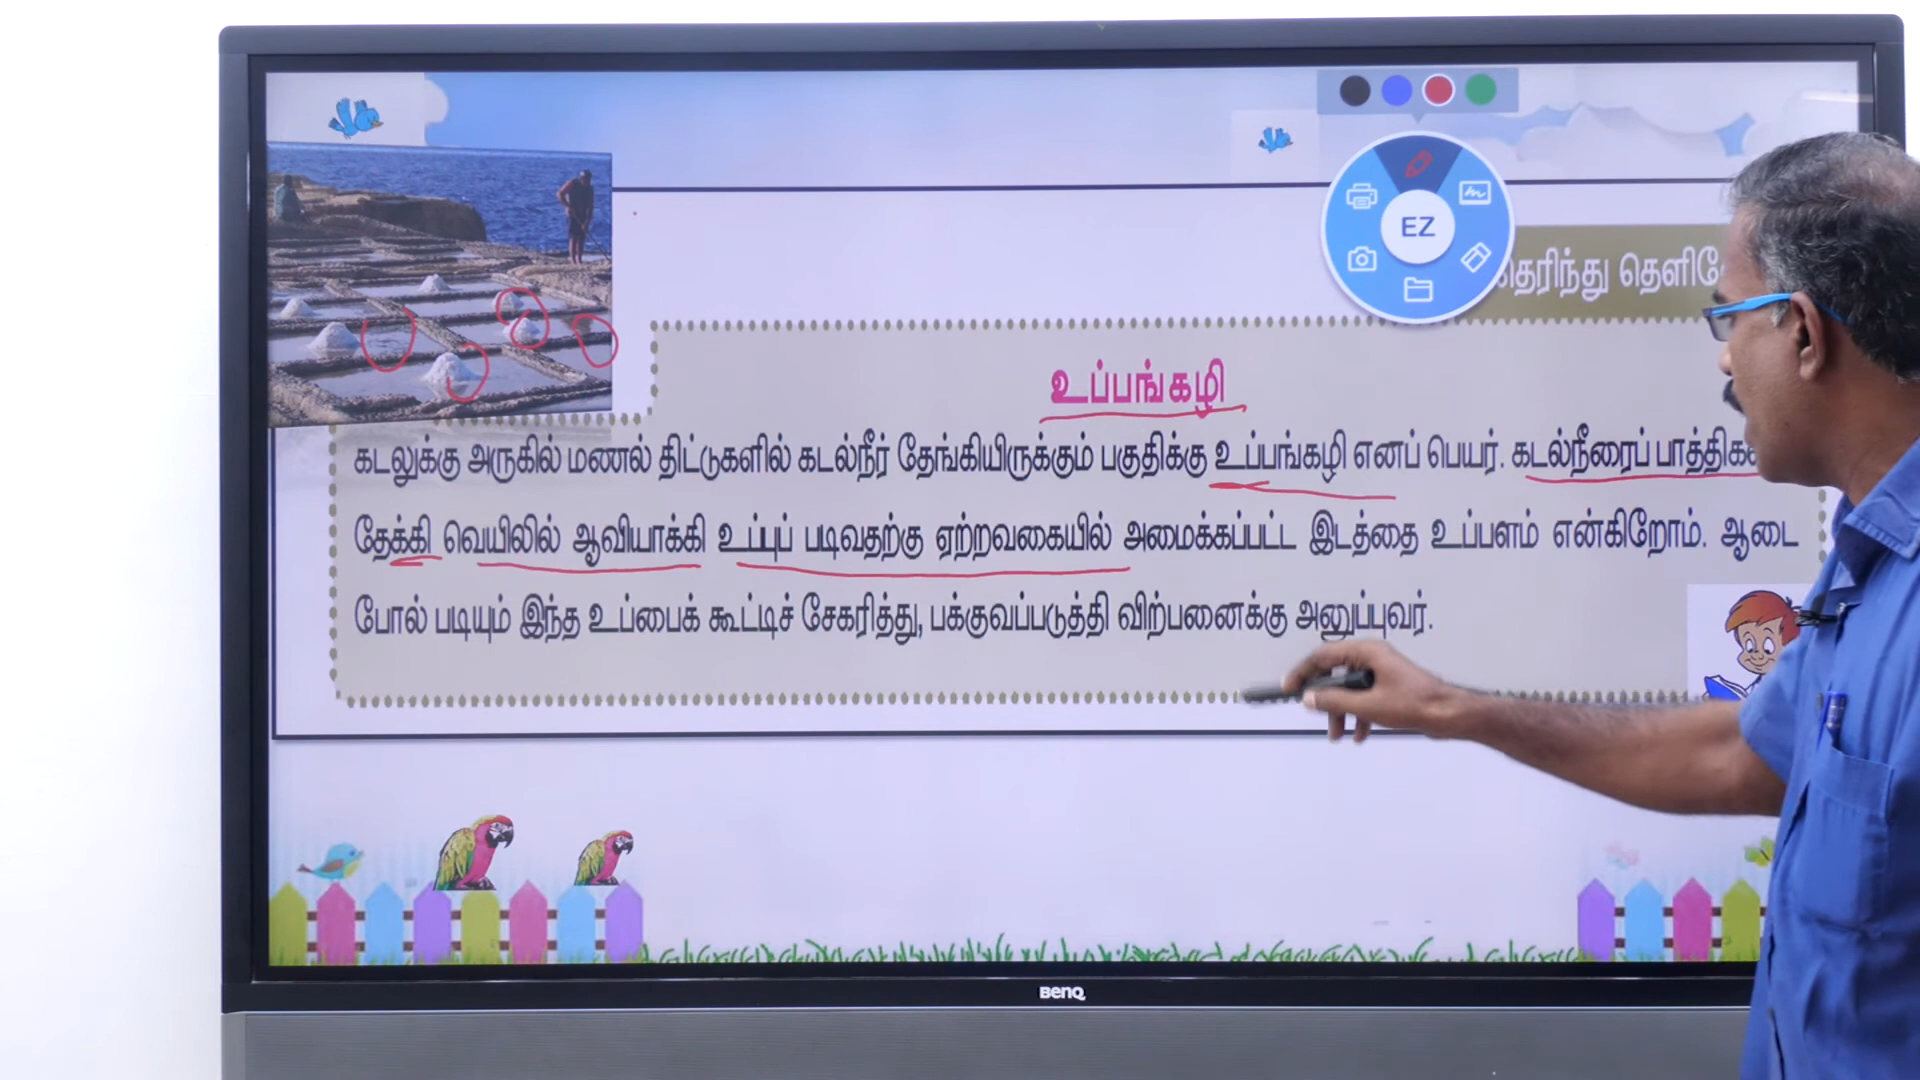 EZ
தெரிந்து
உப்பங்கழி
கடலுக்கு அருகில் மணல் திட்டுகளில் கடல்நீர் தேங்கியிருக்கும் பகுதிக்கு உப்பங்கழி எனப் பெயர். கடல்நீரைப்
தேக்கி வெயிலில் ஆவியாக்கி உப்புப் படிவதற்கு ஏற்றவகையில் அமைக்கப்பட்ட இடத்தை உப்பளம் என்கிறோம். ஆடை
போல் படியும் இந்த உப்பைக் கூட்டிச் சேகரித்து, பக்குவப்படுத்தி விற்பனைக்கு அனுப்புவர்.
BenQ